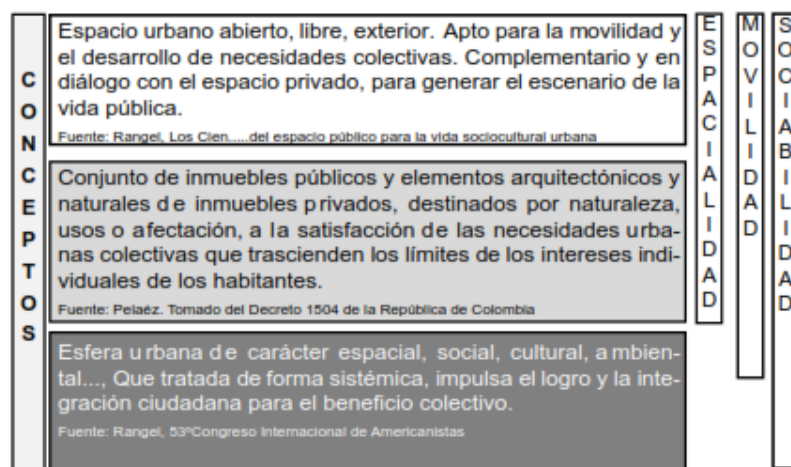 CONCEPTOS
Espacio urbano abierto, libre, exterior. Apto para la movilidad y
el desarrollo de necesidades colectivas. Complementario y en
diálogo con el espacio privado, para generar el escenario de la
vida pública.
Fuente: Rangel, Los Cien.....del espacio público para la vida sociocultural urbana
Conjunto de inmuebles públicos y elementos arquitectónicos y
naturales de inmuebles privados, destinados por naturaleza,
usos o afectación, a la satisfacción de las necesidades urba-
nas colectivas que trascienden los límites de los intereses indi-
viduales de los habitantes.
Fuente: Pelaéz. Tomado del Decreto 1504 de la República de Colombia
Esfera urbana de carácter espacial, social, cultural, ambien-
tal..., Que tratada de forma sistémica, impulsa el logro y la inte-
gración ciudadana para el beneficio colectivo.
Fuente: Rangel, 53ºCongreso Internacional de Americanistas
ESPACIALIDAD
MOVILIDAD
SOCIABILIDAD